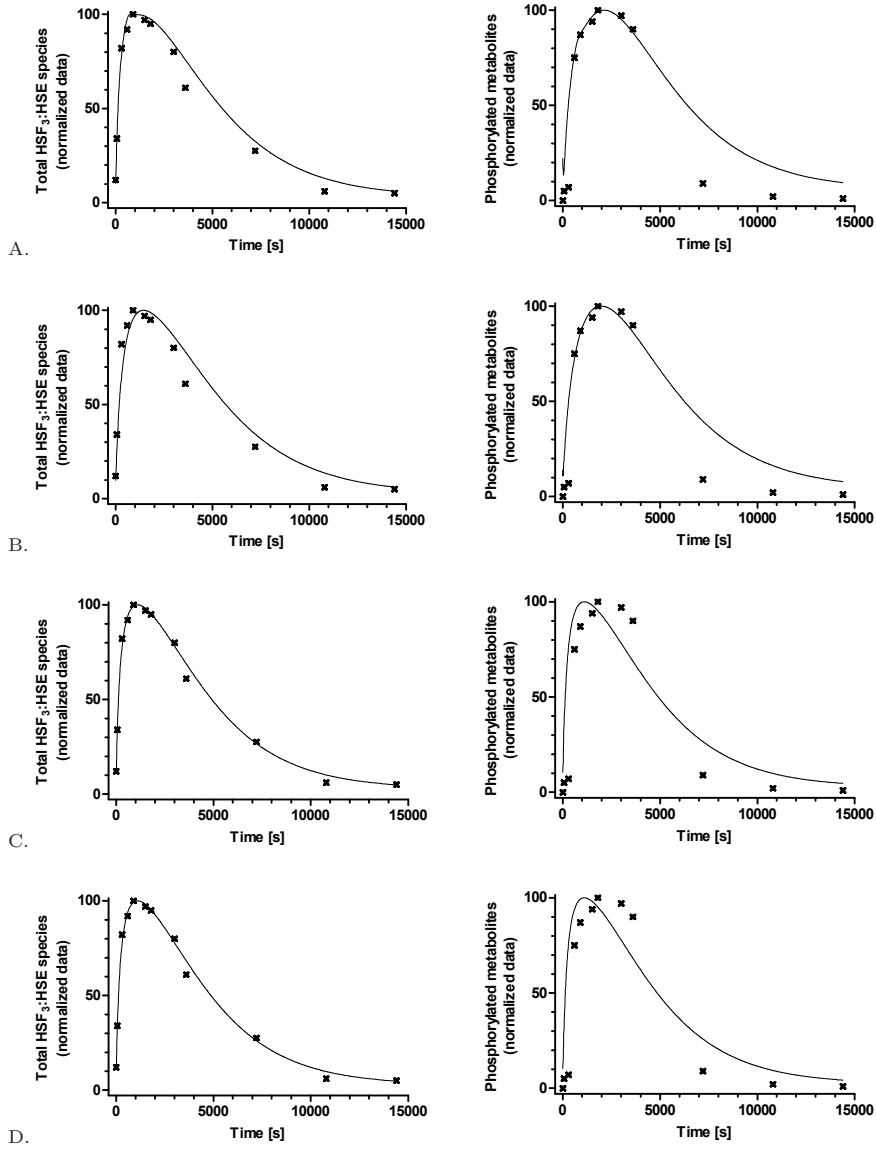 Total HSF3:HSE species
(normalized data)
100
50
0
0
5000
10000
15000
Time [s]
Phosphorylated metabolites
(normalized data)
100
50
0
0
5000
10000
15000
Time [s]
A.
Total HSF3:HSE species
(normalized data)
100
50
0
0
5000
10000
15000
Time [s]
Phosphorylated metabolites
(normalized data)
100
50
0
0
5000
10000
15000
Time [s]
B.
Total HSF3:HSE species
(normalized data)
100
50
0
0
5000
10000
15000
Time [s]
Phosphorylated metabolites
(normalized data)
100
50
0
0
5000
10000
15000
Time [s]
C.
Total HSF3:HSE species
(normalized data)
100
50
0
0
5000
10000
15000
Time [s]
Phosphorylated metabolites
(normalized data)
100
50
0
0
5000
10000
15000
Time [s]
D.